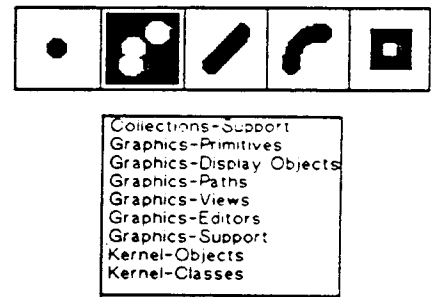 Collections-Support
Graphics-Primitives
Graphics-Display Objects
Graphics-Paths
Graphics-Views
Graphics-Editors
Graphics-Support
Kernel-Objects
Kernel-Classes